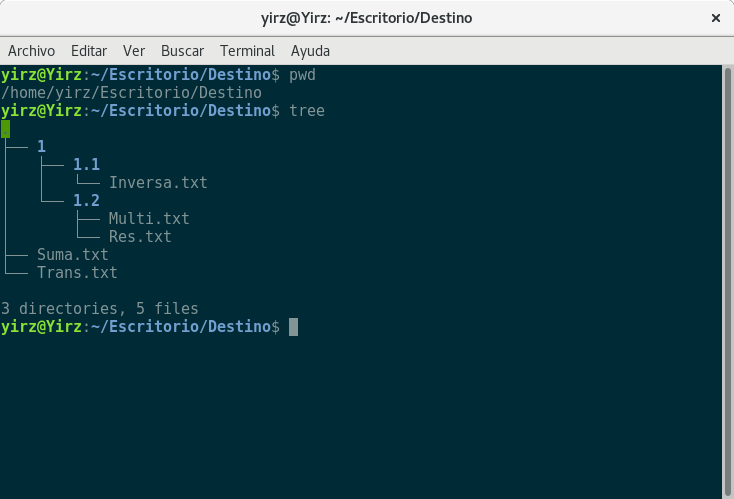 yirz@Yirz: ~/Escritorio/Destino
Archivo Editar Ver Buscar Terminal Ayuda
yirz@Yirz:~/Escritorio/Destino$ pwd
/home/yirz/Escritorio/Destino
yirz@Yirz:~/Escritorio/Destino$ tree
.
├── 1
│   ├── 1.1
│   │   └── Inversa.txt
│   └── 1.2
│       ├── Multi.txt
│       └── Res.txt
├── Suma.txt
└── Trans.txt
3 directories, 5 files
yirz@Yirz:~/Escritorio/Destino$